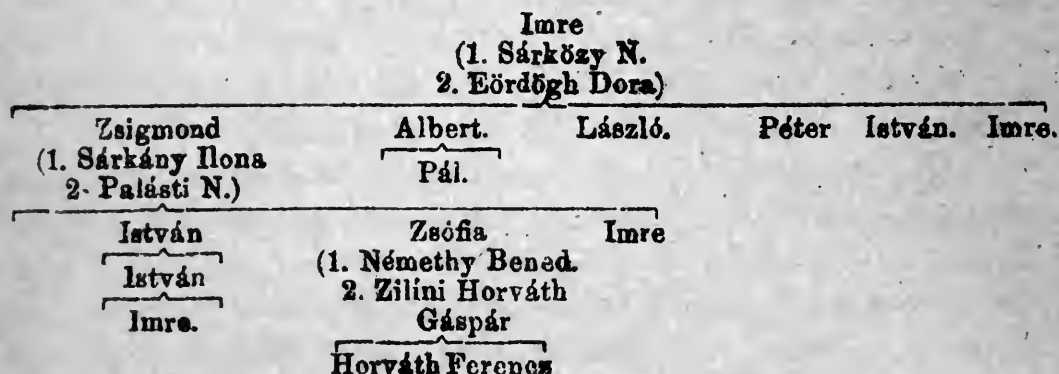 Imre
(1. Sárközy N.
2. Eördögh Dora)
Zsigmond Albert. László. Péter István. Imre.
(1. Sárkány Ilona Pál.
2- Palásti N.)
István Zsófia Imre
(1. Némethy Bened.
István 2. Zilíni Horváth
Imre. Gáspár
Horváth Ferencz